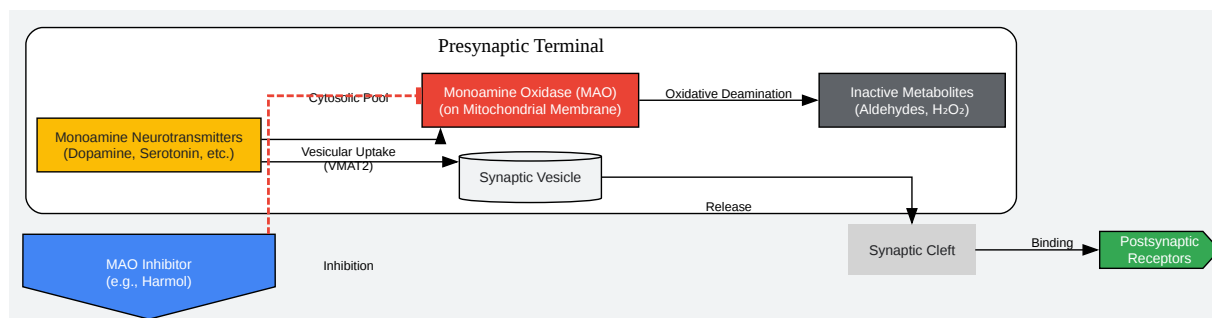 Presynaptic Terminal
Cytosolic Pool
Monoamine Oxidase (MAO)
(on Mitochondrial Membrane)
Oxidative Deamination
Inactive Metabolites
(Aldehydes, H₂O₂)
Monoamine Neurotransmitters
(Dopamine, Serotonin, etc.)
Vesicular Uptake
(VMAT2)
Synaptic Vesicle
Release
MAO Inhibitor
(e.g., Harmol)
Inhibition
Synaptic Cleft
Binding
Postsynaptic
Receptors